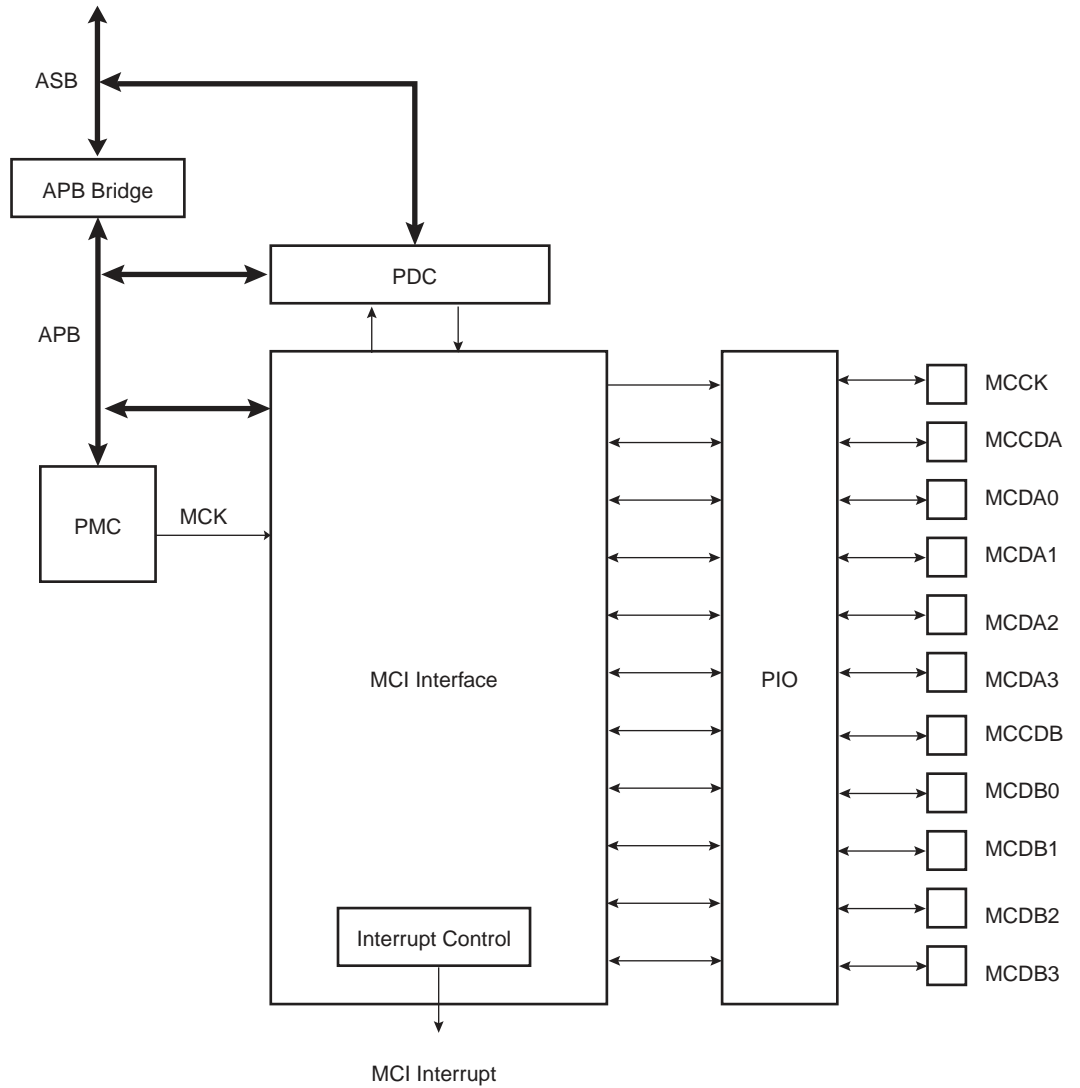 ASB
APB Bridge
PDC
APB
MCCK
MCCDA
MCDA0
PMC
MCK
MCDA1
MCDA2
MCI Interface
PIO
MCDA3
MCCDB
MCDB0
MCDB1
MCDB2
Interrupt Control
MCDB3
MCI Interrupt